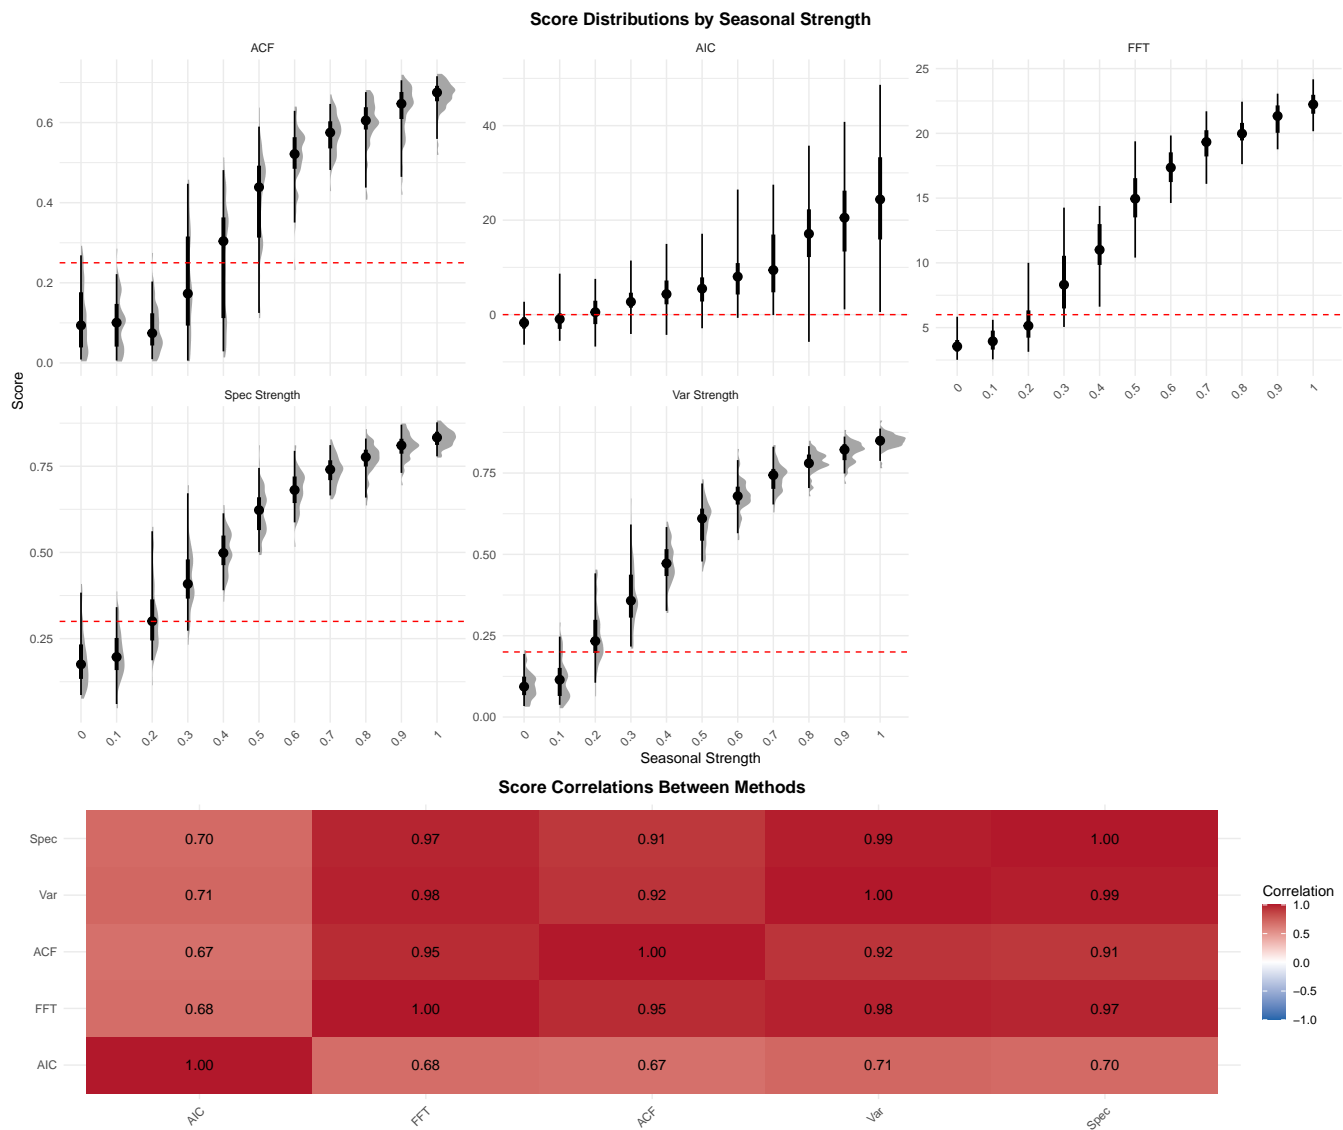 Score Distributions by Seasonal Strength
ACF
AIC
FFT
Score
0.6
0.4
0.2
0.0
40
20
0
25
20
15
10
5
0 0.1 0.2 0.3 0.4 0.5 0.6 0.7 0.8 0.9 1
Spec Strength
Var Strength
0.75
0.50
0.25
0.75
0.50
0.25
0.00
0 0.1 0.2 0.3 0.4 0.5 0.6 0.7 0.8 0.9 1
0 0.1 0.2 0.3 0.4 0.5 0.6 0.7 0.8 0.9 1
Seasonal Strength
Score Correlations Between Methods
Spec 0.70 0.97 0.91 0.99 1.00
Var 0.71 0.98 0.92 1.00 0.99
ACF 0.67 0.95 1.00 0.92 0.91
FFT 0.68 1.00 0.95 0.98 0.97
AIC 1.00 0.68 0.67 0.71 0.70
AIC FFT ACF Var Spec
Correlation
1.0
0.5
0.0
−0.5
−1.0